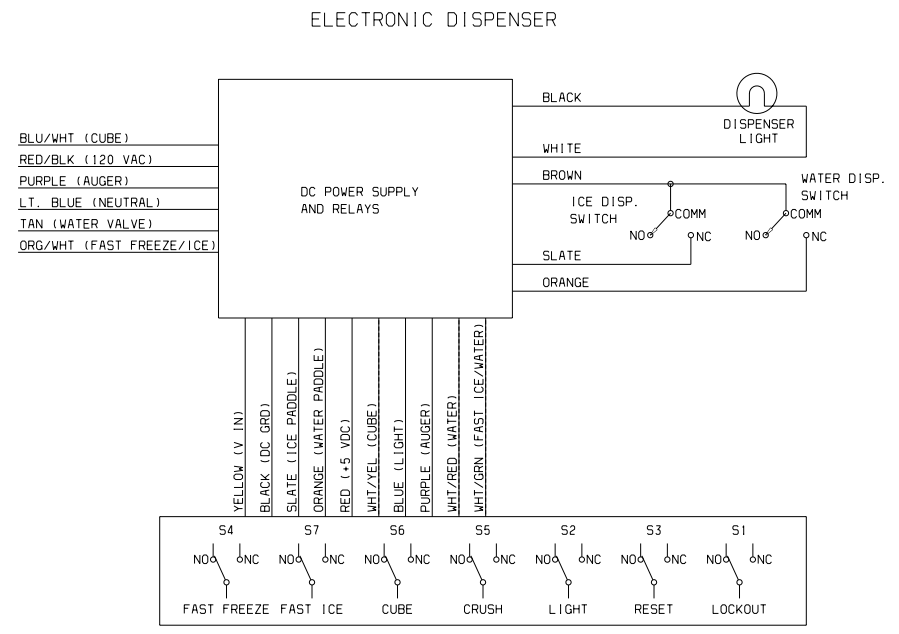 ELECTRONIC DISPENSER
BLU/WHT (CUBE)
RED/BLK (120 VAC)
PURPLE (AUGER)
LT. BLUE (NEUTRAL)
TAN (WATER VALVE)
ORG/WHT (FAST FREEZE/ICE)
DC POWER SUPPLY
AND RELAYS
BLACK
DISPENSER
LIGHT
WHITE
BROWN
ICE DISP.
SWITCH
COMM
NO
NC
WATER DISP.
SWITCH
COMM
NO
NC
SLATE
ORANGE
YELLOW (V IN)
BLACK (DC GRD)
SLATE (ICE PADDLE)
ORANGE (WATER PADDLE)
RED (+5 VDC)
WHT/YEL (CUBE)
BLUE (LIGHT)
PURPLE (AUGER)
WHT/RED (WATER)
WHT/GRN (FAST ICE/WATER)
S4 S7 S6 S5 S2 S3 S1
NO NC NO NC NO NC NO NC NO NC NO NC NO NC
FAST FREEZE FAST ICE CUBE CRUSH LIGHT RESET LOCKOUT